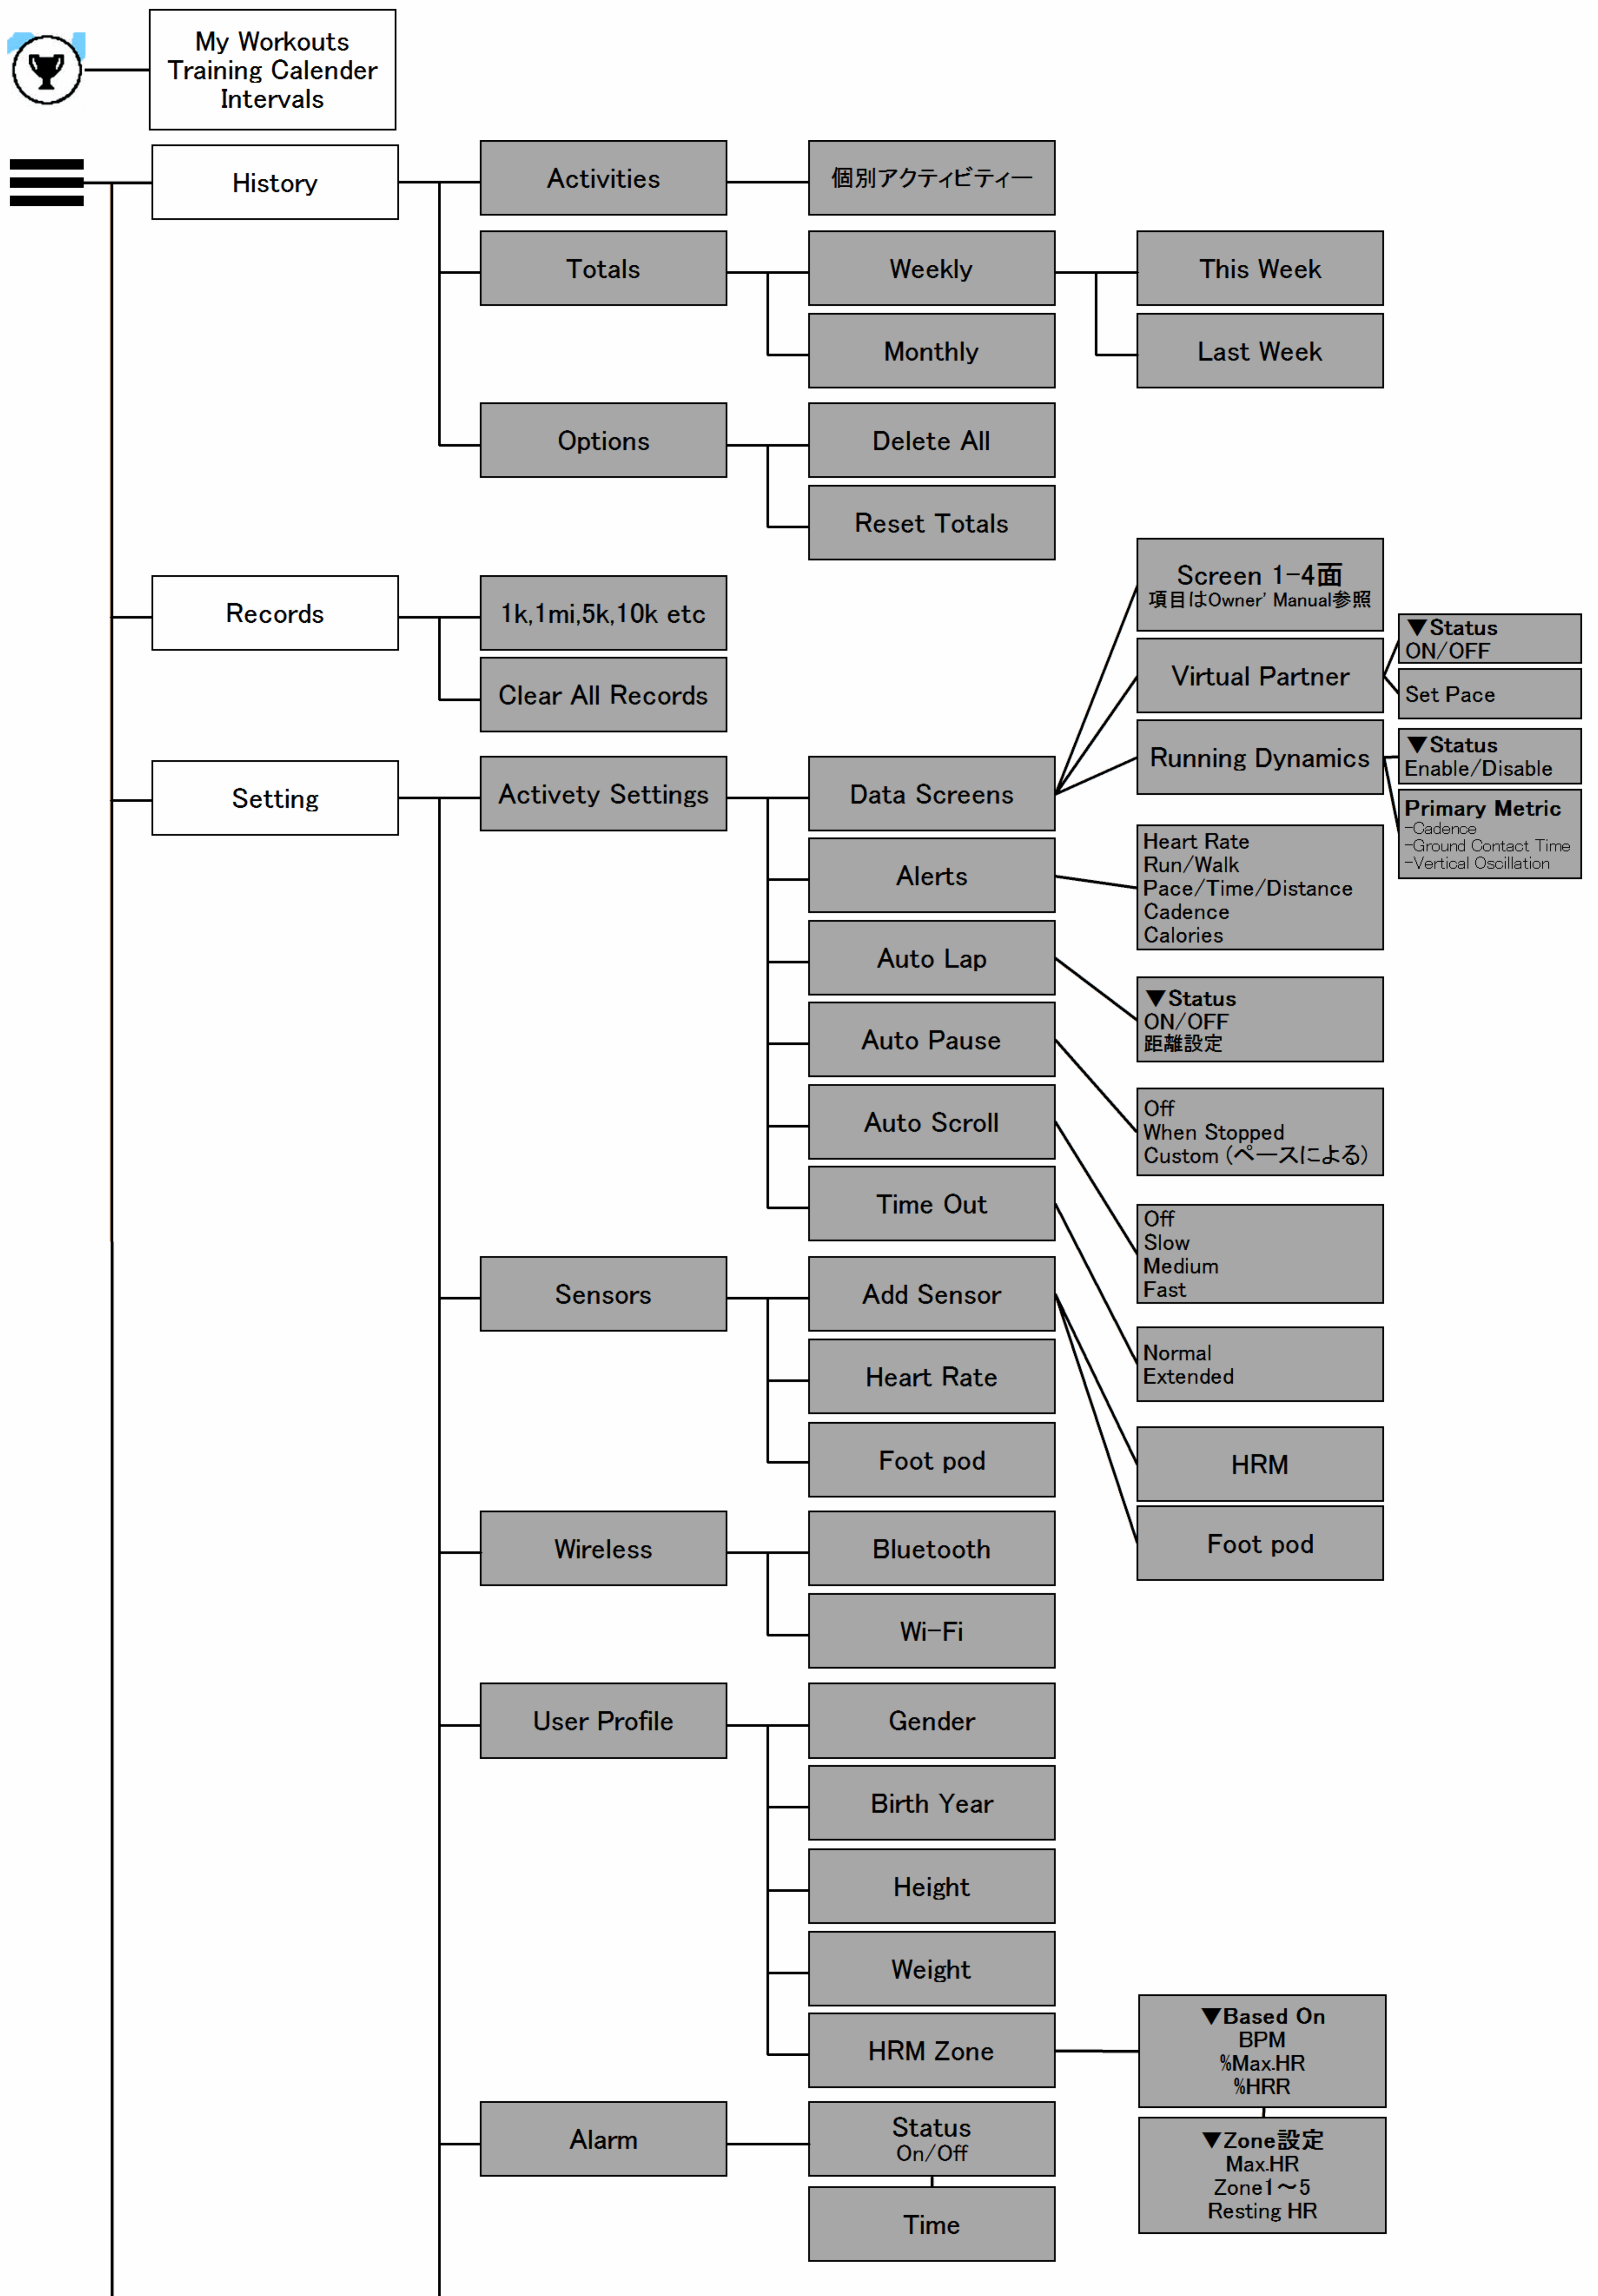 My Workouts
Training Calender
Intervals
History
Activities
個別アクティビティー
Totals
Weekly
This Week
Monthly
Last Week
Options
Delete All
Reset Totals
Records
1k,1mi,5k,10k etc
Clear All Records
Screen 1-4面
項目はOwner' Manual参照
Virtual Partner
▼Status
ON/OFF
Set Pace
Running Dynamics
▼Status
Enable/Disable
Primary Metric
-Cadence
-Ground Contact Time
-Vertical Oscillation
Setting
Activety Settings
Data Screens
Alerts
Heart Rate
Run/Walk
Pace/Time/Distance
Cadence
Calories
Auto Lap
▼Status
ON/OFF
距離設定
Auto Pause
Off
When Stopped
Custom (ペースによる)
Auto Scroll
Off
Slow
Medium
Fast
Time Out
Normal
Extended
Sensors
Add Sensor
Heart Rate
Foot pod
HRM
Foot pod
Wireless
Bluetooth
Wi-Fi
User Profile
Gender
Birth Year
Height
Weight
HRM Zone
▼Based On
BPM
%Max.HR
%HRR
▼Zone設定
Max.HR
Zone1～5
Resting HR
Alarm
Status
On/Off
Time